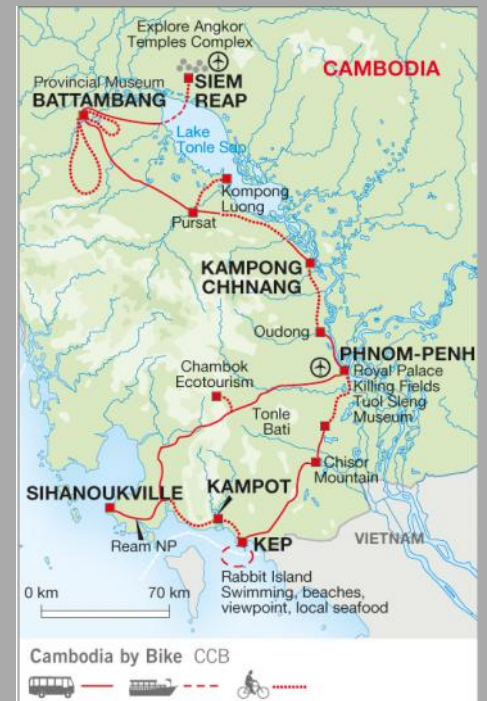 Explore Angkor
Temples Complex
CAMBODIA
Provincial Museum
BATTAMBANG
SIEM
REAP
Lake
Tonle Sap
Kompong
Luong
Pursat
KAMPONG
CHHNANG
Oudong
PHNOM-PENH
Royal Palace
Killing Fields
Tuol Sleng
Museum
Chambok
Ecotourism
Tonle
Bati
Chisor
Mountain
SIHANOUKVILLE
KAMPOT
Ream NP
KEP
VIETNAM
Rabbit Island
Swimming, beaches,
viewpoint, local seafood
0 km 70 km
Cambodia by Bike CCB